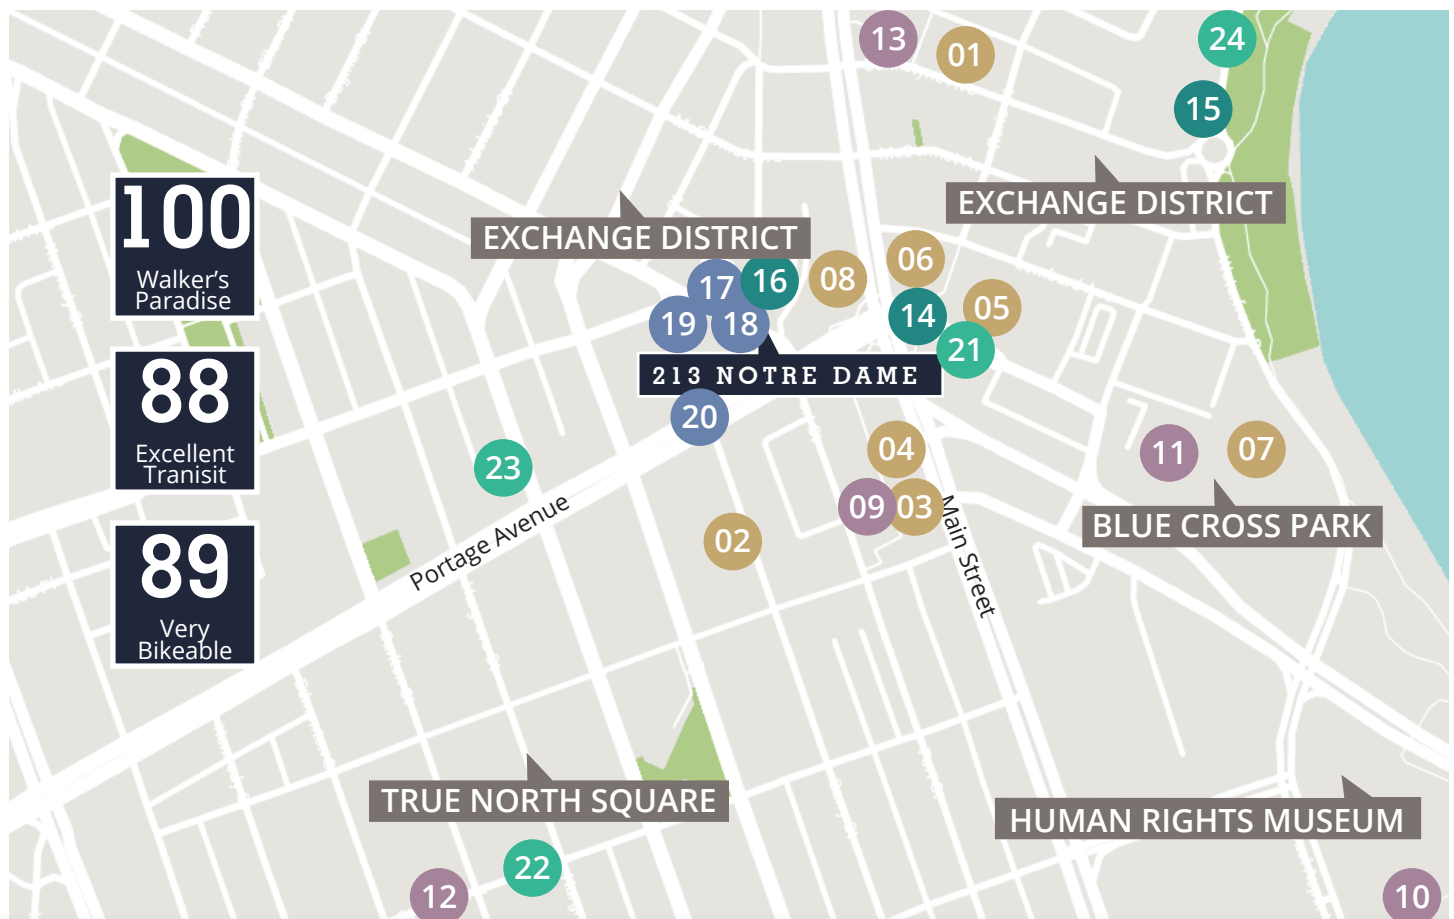 13
01
24
15
100
Walker's
Paradise
EXCHANGE DISTRICT
EXCHANGE DISTRICT
17
16
08
06
19
18
14
05
21
213 NOTRE DAME
88
Excellent
Tranisit
20
23
04
11
07
09
03
BLUE CROSS PARK
02
Portage Avenue
Main Street
89
Very
Bikeable
TRUE NORTH SQUARE
HUMAN RIGHTS MUSEUM
22
12
10